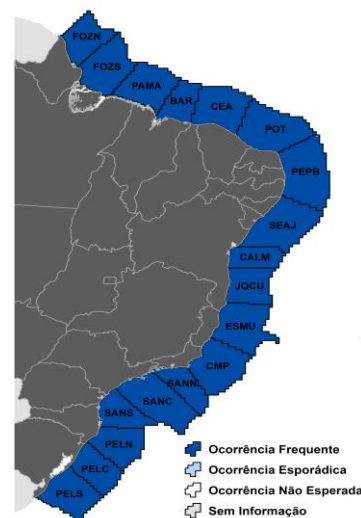 FOZN
FOZS
PAMA
BAR
CEA
POT
PEPB
SEAJ
CALM
JQCU
ESMU
CMP
SANN
SANC
SANS
PELN
PELC
PELS
Ocorrência Frequente
Ocorrência Esporádica
Ocorrência Não Esperada
Sem Informação